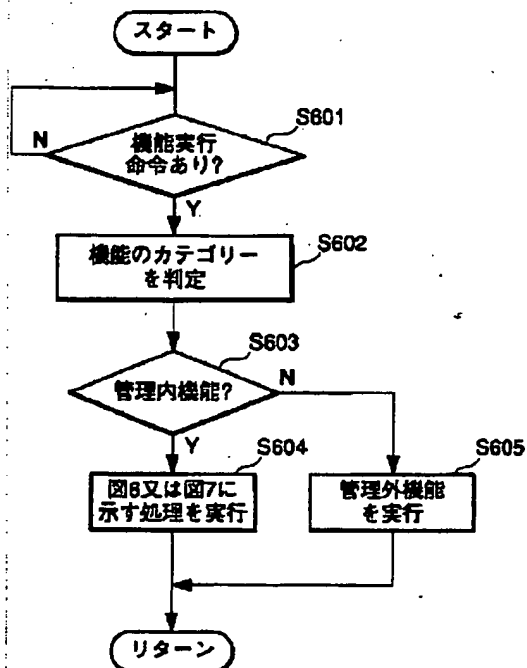 スタート
S601
N
機能実行
命令あり?
Y
S602
機能のカテゴリー
を判定
S603
管理内機能?
N
Y
S604
S605
図6又は図7に
示す処理を実行
管理外機能
を実行
リターン